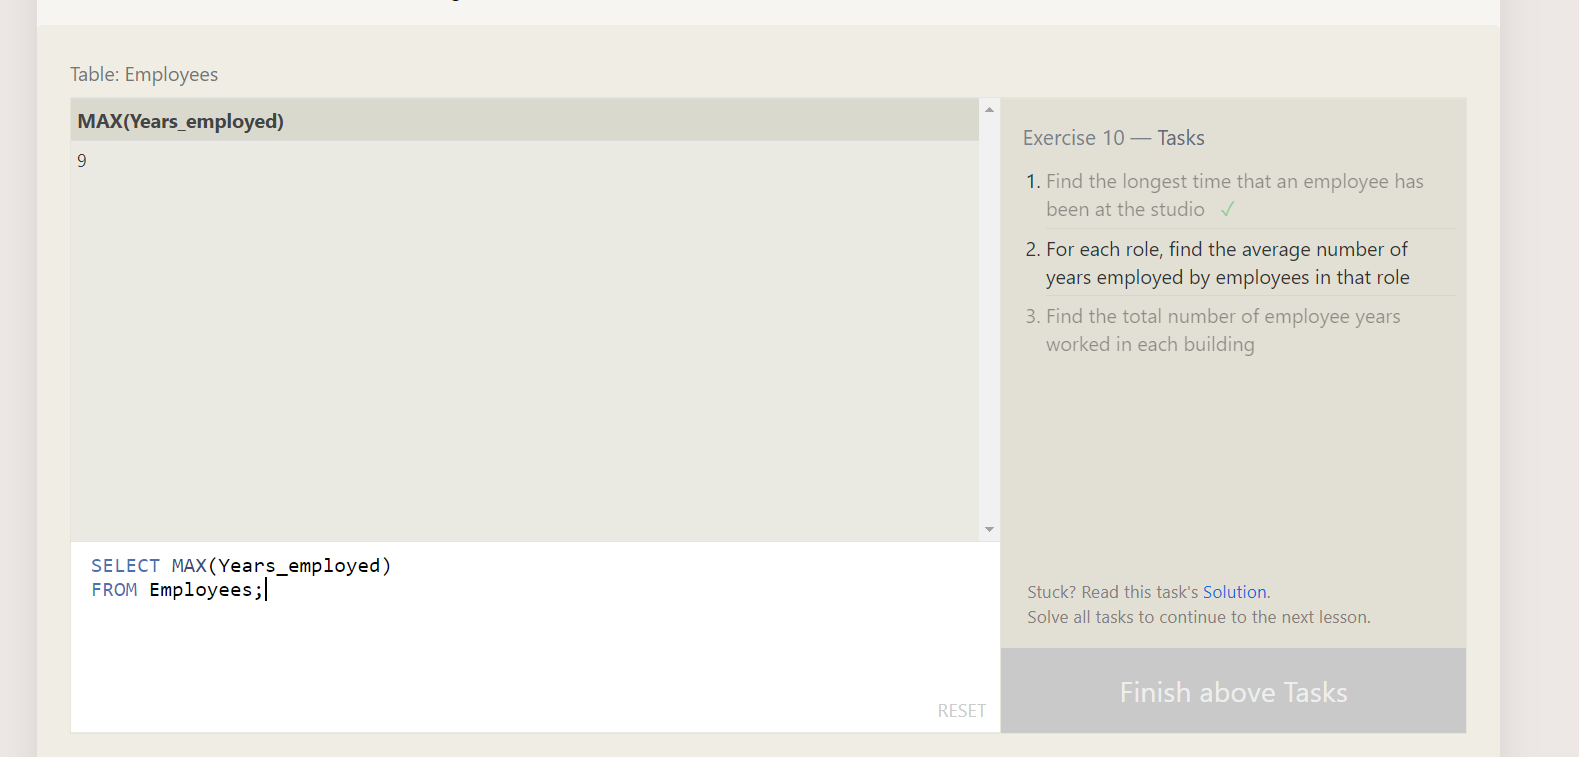 Table: Employees
MAX(Years_employed)
9
SELECT MAX(Years_employed)
FROM Employees;
RESET
Exercise 10 — Tasks
1. Find the longest time that an employee has
been at the studio ✓
2. For each role, find the average number of
years employed by employees in that role
3. Find the total number of employee years
worked in each building
Stuck? Read this task's Solution.
Solve all tasks to continue to the next lesson.
Finish above Tasks